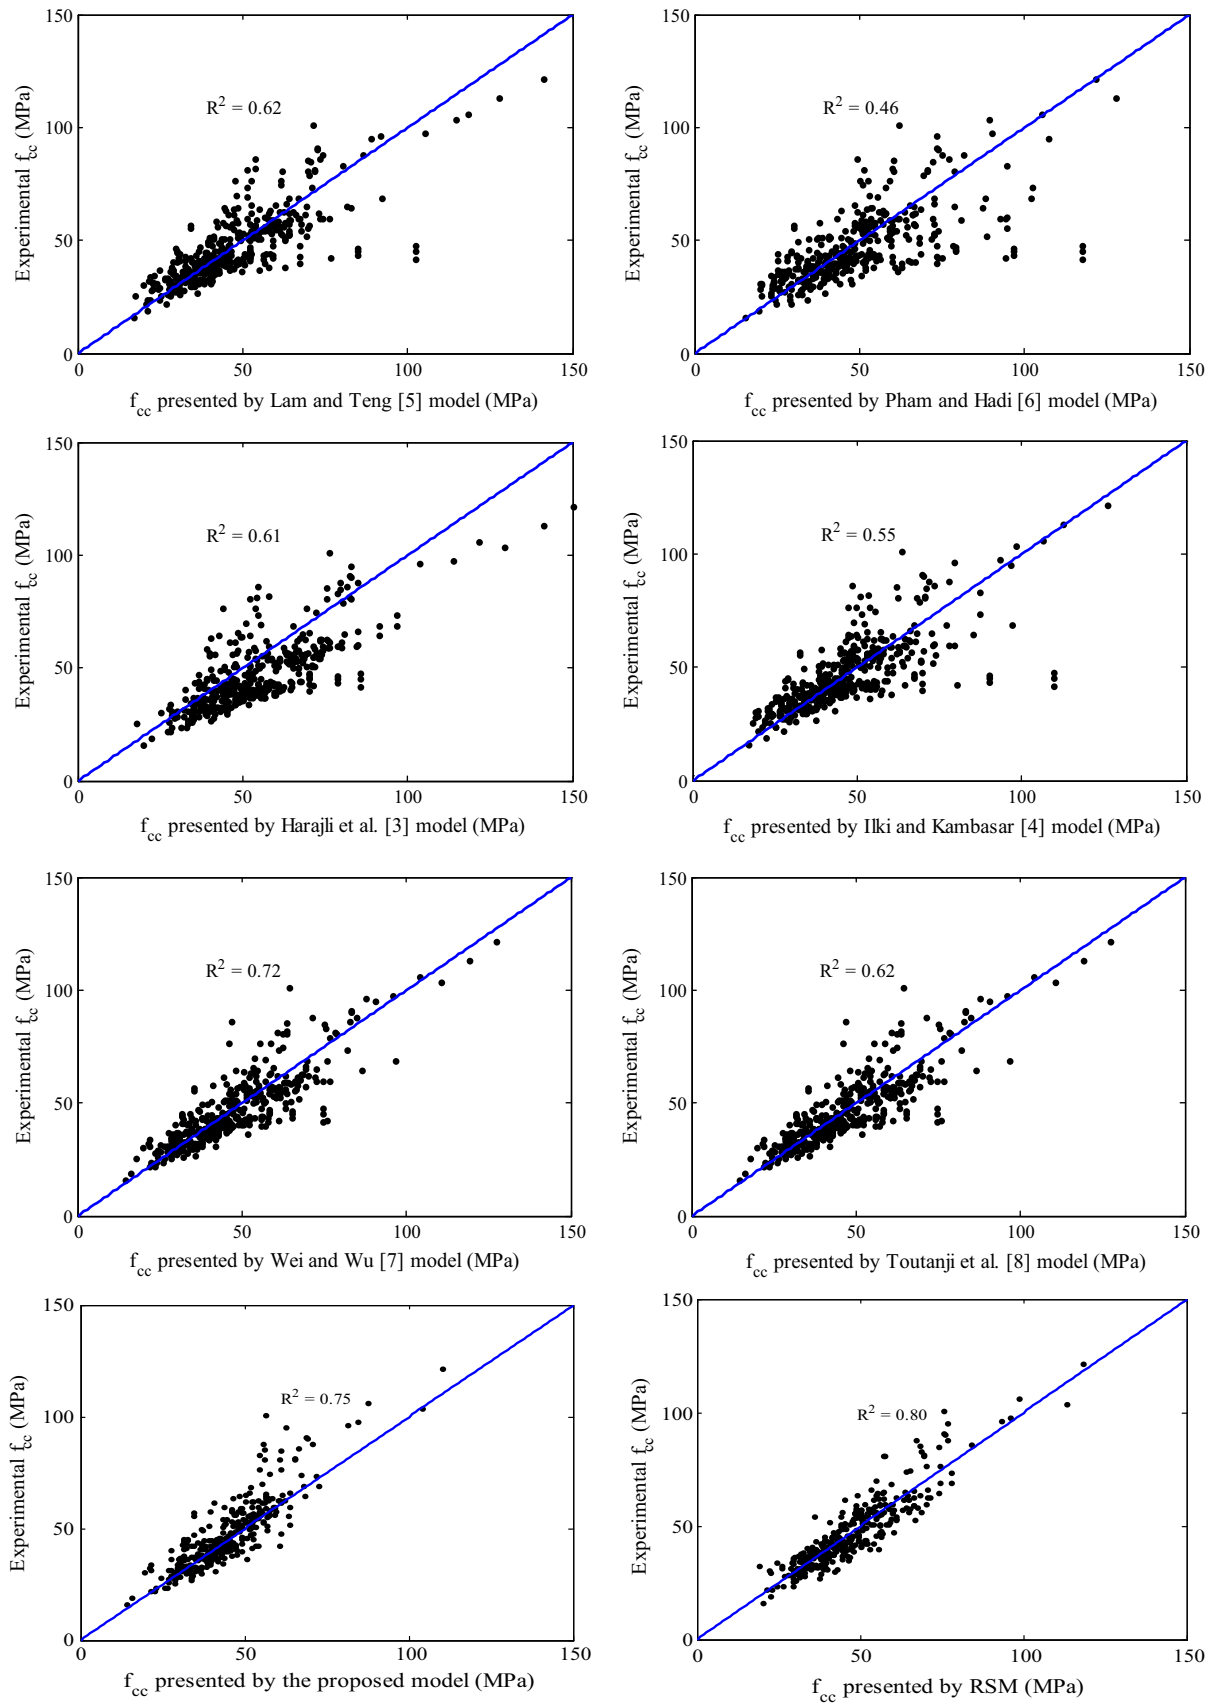 150
100
50
0
0
50
100
150
Experimental f_cc (MPa)
R² = 0.62
f_cc presented by Lam and Teng [5] model (MPa)
150
100
50
0
0
50
100
150
Experimental f_cc (MPa)
R² = 0.46
f_cc presented by Pham and Hadi [6] model (MPa)
150
100
50
0
0
50
100
150
Experimental f_cc (MPa)
R² = 0.61
f_cc presented by Harajli et al. [3] model (MPa)
150
100
50
0
0
50
100
150
Experimental f_cc (MPa)
R² = 0.55
f_cc presented by Ilki and Kambasar [4] model (MPa)
150
100
50
0
0
50
100
150
Experimental f_cc (MPa)
R² = 0.72
f_cc presented by Wei and Wu [7] model (MPa)
150
100
50
0
0
50
100
150
Experimental f_cc (MPa)
R² = 0.62
f_cc presented by Toutanji et al. [8] model (MPa)
150
100
50
0
0
50
100
150
Experimental f_cc (MPa)
R² = 0.75
f_cc presented by the proposed model (MPa)
150
100
50
0
0
50
100
150
Experimental f_cc (MPa)
R² = 0.80
f_cc presented by RSM (MPa)